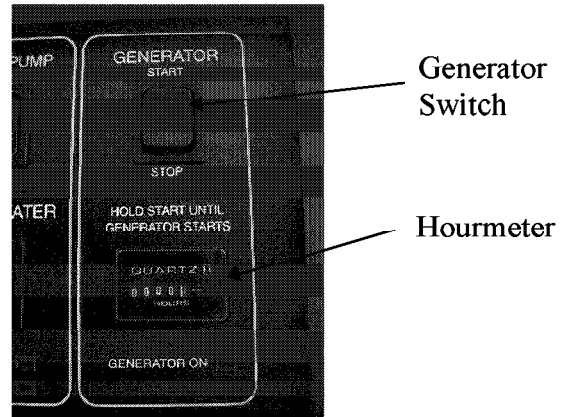 PUMP
GENERATOR
START
STOP
ATER
HOLD START UNTIL
GENERATOR STARTS
QUARTZ
HOURS
GENERATOR ON
Generator
Switch
Hourmeter